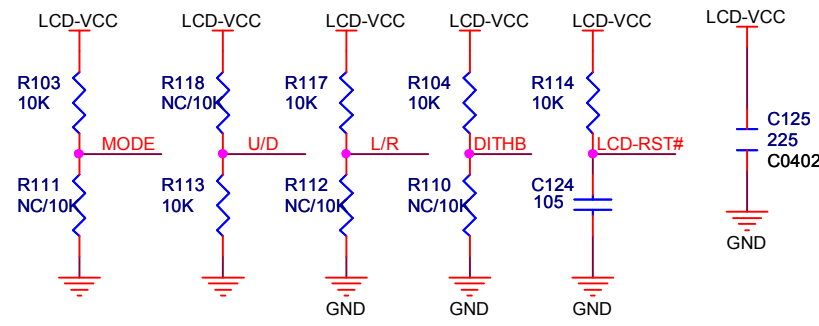 LCD-VCC
LCD-VCC
LCD-VCC
LCD-VCC
LCD-VCC
LCD-VCC
R103
10K
R118
NC/10K
R117
10K
R104
10K
R114
10K
C125
225
C0402
MODE
U/D
L/R
DITHB
LCD-RST#
R111
NC/10K
R113
10K
R112
NC/10K
R110
NC/10K
C124
105
GND
GND
GND
GND